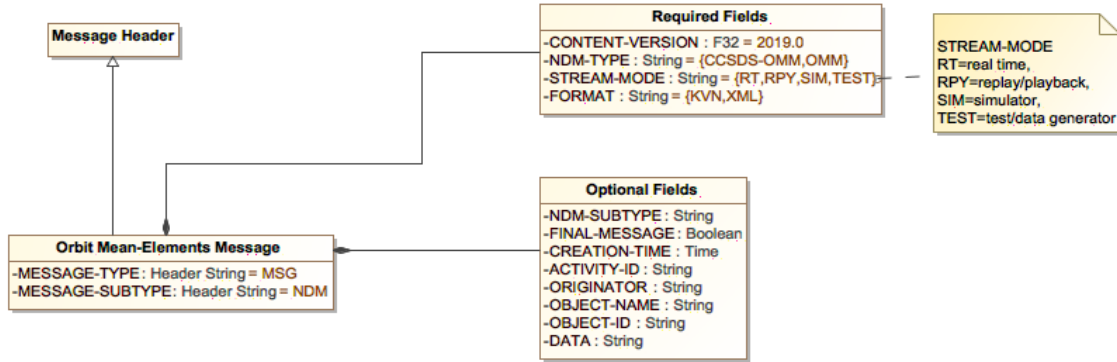 Message Header
Required Fields
-CONTENT-VERSION : F32 = 2019.0
-NDM-TYPE : String = {CCSDS-OMM,OMM}
-STREAM-MODE : String = {RT,RPY,SIM,TEST}
-FORMAT : String = {KVN,XML}
STREAM-MODE
RT=real time,
RPY=replay/playback,
SIM=simulator,
TEST=test/data generator
Optional Fields
-NDM-SUBTYPE : String
-FINAL-MESSAGE : Boolean
-CREATION-TIME : Time
-ACTIVITY-ID : String
-ORIGINATOR : String
-OBJECT-NAME : String
-OBJECT-ID : String
-DATA : String
Orbit Mean-Elements Message
-MESSAGE-TYPE : Header String = MSG
-MESSAGE-SUBTYPE : Header String = NDM